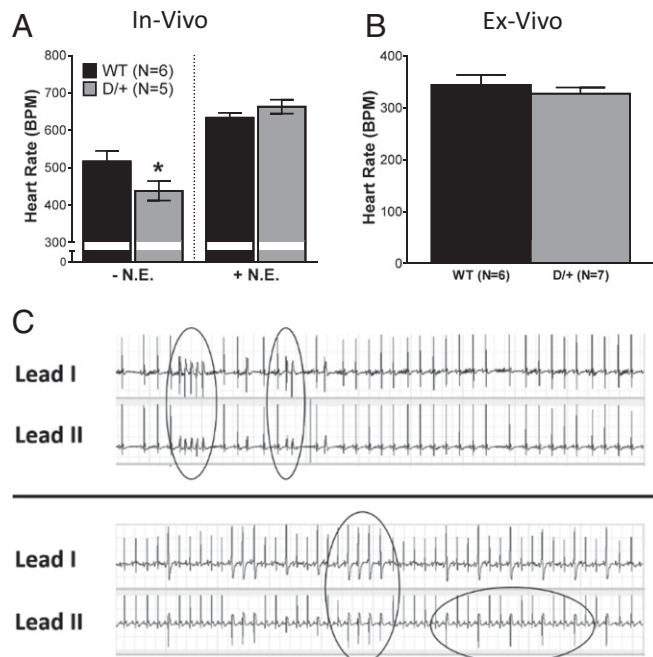 A
In-Vivo
Heart Rate (BPM)
800
700
600
500
400
300
0
WT (N=6)
D/+ (N=5)
*
- N.E.
+ N.E.
B
Ex-Vivo
Heart Rate (BPM)
400
300
200
100
0
WT (N=6)
D/+ (N=7)
C
Lead I
Lead II
Lead I
Lead II